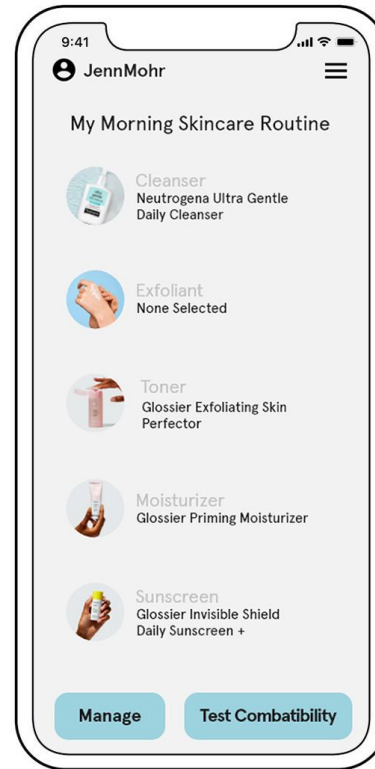 9:41
JennMohr
My Morning Skincare Routine
Cleanser
Neutrogena Ultra Gentle
Daily Cleanser
Exfoliant
None Selected
Toner
Glossier Exfoliating Skin
Perfector
Moisturizer
Glossier Priming Moisturizer
Sunscreen
Glossier Invisible Shield
Daily Sunscreen +
Manage
Test Combatibility